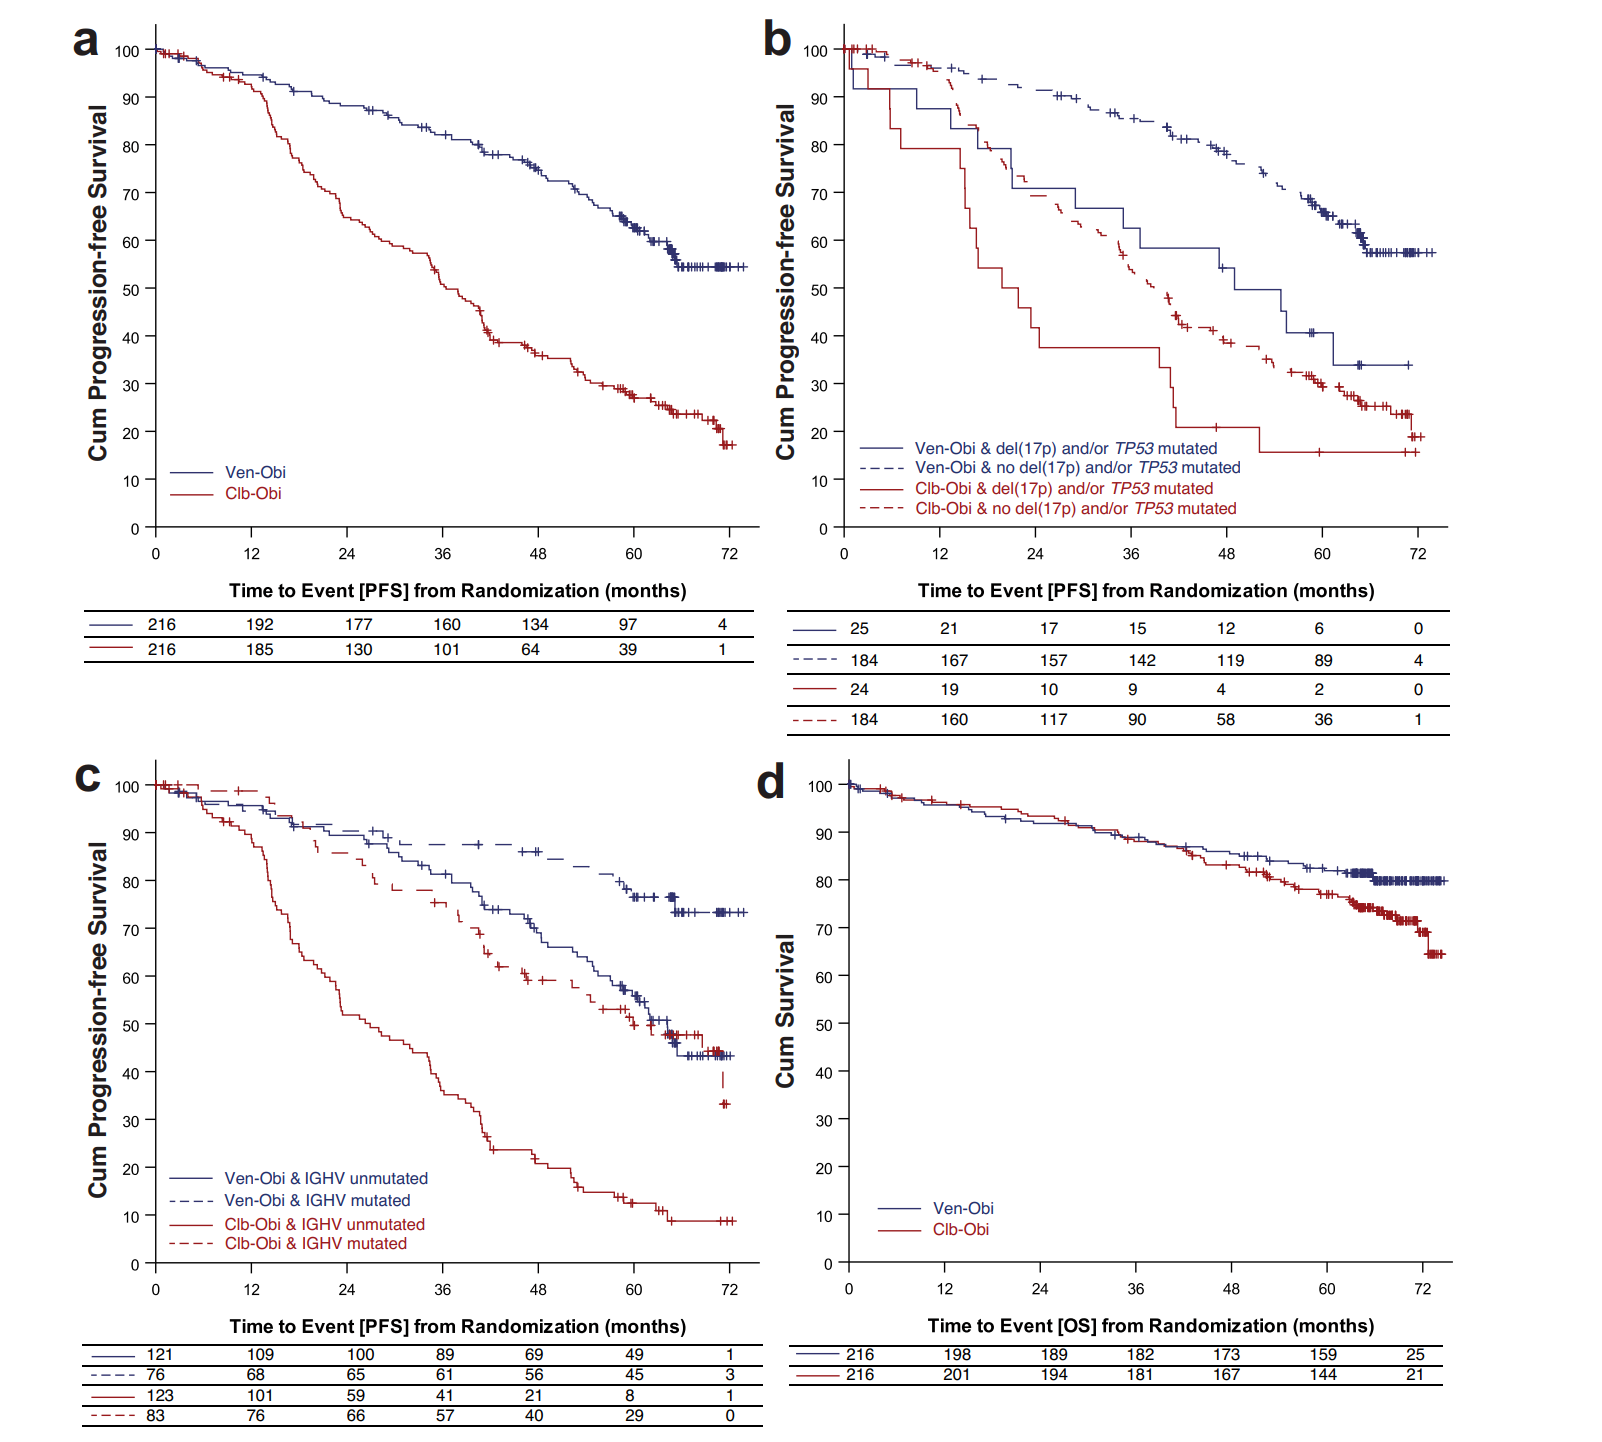 a
Cum Progression-free Survival
100
90
80
70
60
50
40
30
20
10
0
Ven-Obi
Clb-Obi
0 12 24 36 48 60 72
Time to Event [PFS] from Randomization (months)
216 192 177 160 134 97 4
216 185 130 101 64 39 1
b
Cum Progression-free Survival
100
90
80
70
60
50
40
30
20
10
0
Ven-Obi & del(17p) and/or TP53 mutated
Ven-Obi & no del(17p) and/or TP53 mutated
Clb-Obi & del(17p) and/or TP53 mutated
Clb-Obi & no del(17p) and/or TP53 mutated
0 12 24 36 48 60 72
Time to Event [PFS] from Randomization (months)
25 21 17 15 12 6 0
184 167 157 142 119 89 4
24 19 10 9 4 2 0
184 160 117 90 58 36 1
c
Cum Progression-free Survival
100
90
80
70
60
50
40
30
20
10
0
Ven-Obi & IGHV unmutated
Ven-Obi & IGHV mutated
Clb-Obi & IGHV unmutated
Clb-Obi & IGHV mutated
0 12 24 36 48 60 72
Time to Event [PFS] from Randomization (months)
121 109 100 89 69 49 1
76 68 65 61 56 45 3
123 101 59 41 21 8 1
83 76 66 57 40 29 0
d
Cum Survival
100
90
80
70
60
50
40
30
20
10
0
Ven-Obi
Clb-Obi
0 12 24 36 48 60 72
Time to Event [OS] from Randomization (months)
216 198 189 182 173 159 25
216 201 194 181 167 144 21